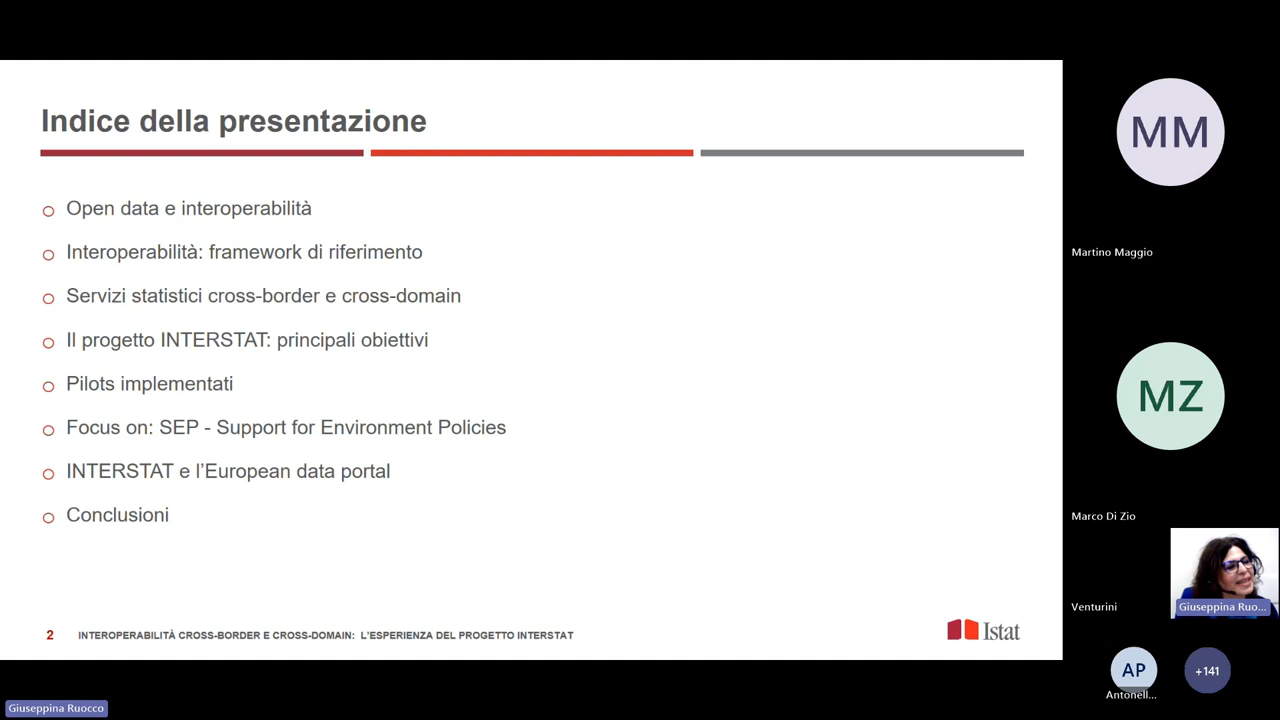 Indice della presentazione
Open data e interoperabilità
Interoperabilità: framework di riferimento
Servizi statistici cross-border e cross-domain
Il progetto INTERSTAT: principali obiettivi
Pilots implementati
Focus on: SEP - Support for Environment Policies
INTERSTAT e l’European data portal
Conclusioni
2 INTEROPERABILITÀ CROSS-BORDER E CROSS-DOMAIN: L’ESPERIENZA DEL PROGETTO INTERSTAT
Istat
MM
Martino Maggio
MZ
Marco Di Zio
Venturini
Giuseppina Ruo...
AP
Antonell...
+141
Giuseppina Ruocco